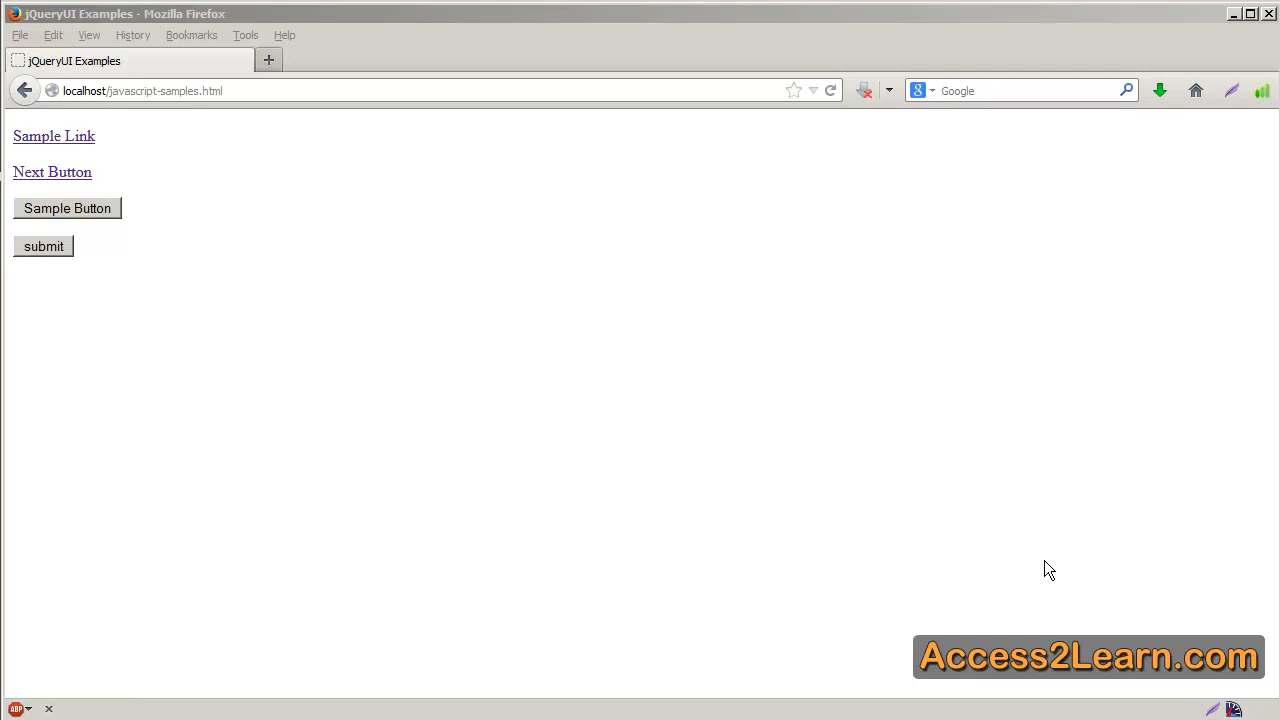 jQueryUI Examples - Mozilla Firefox
File Edit View History Bookmarks Tools Help
jQueryUI Examples
localhost/javascript-samples.html
Google
Sample Link
Next Button
Sample Button
submit
Access2Learn.com
ABP